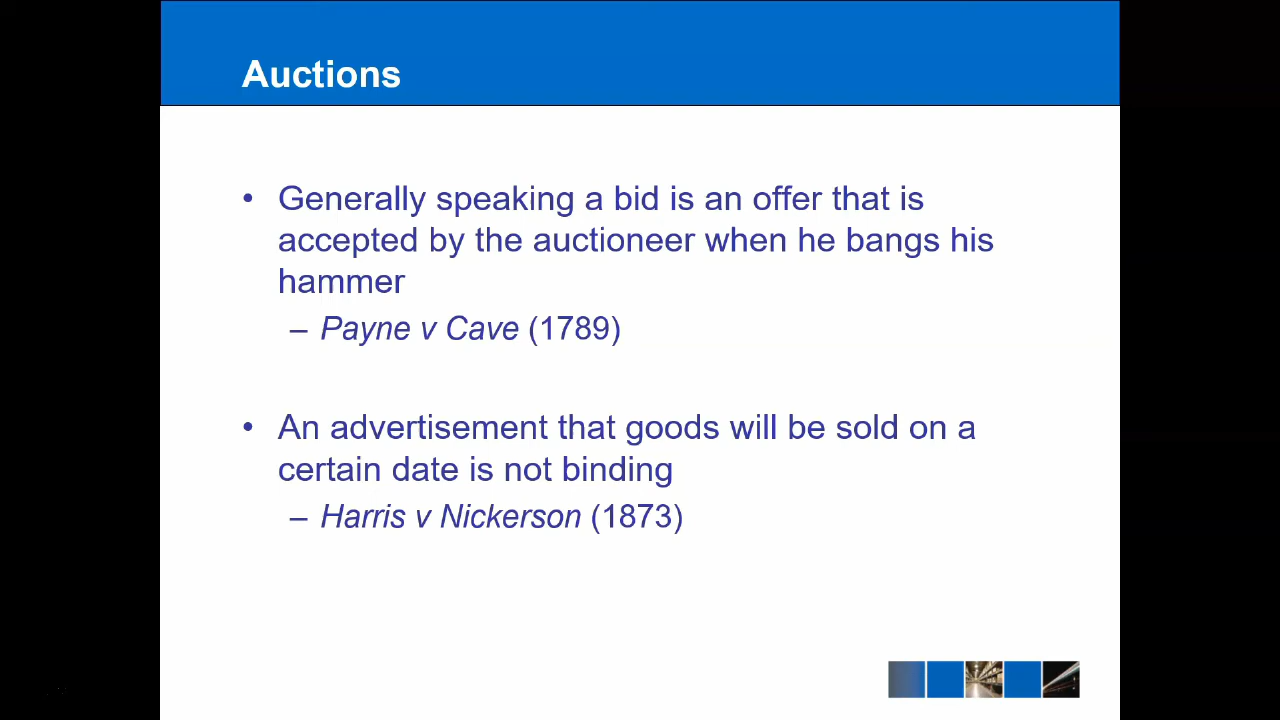 Auctions
• Generally speaking a bid is an offer that is
accepted by the auctioneer when he bangs his
hammer
– Payne v Cave (1789)
• An advertisement that goods will be sold on a
certain date is not binding
– Harris v Nickerson (1873)